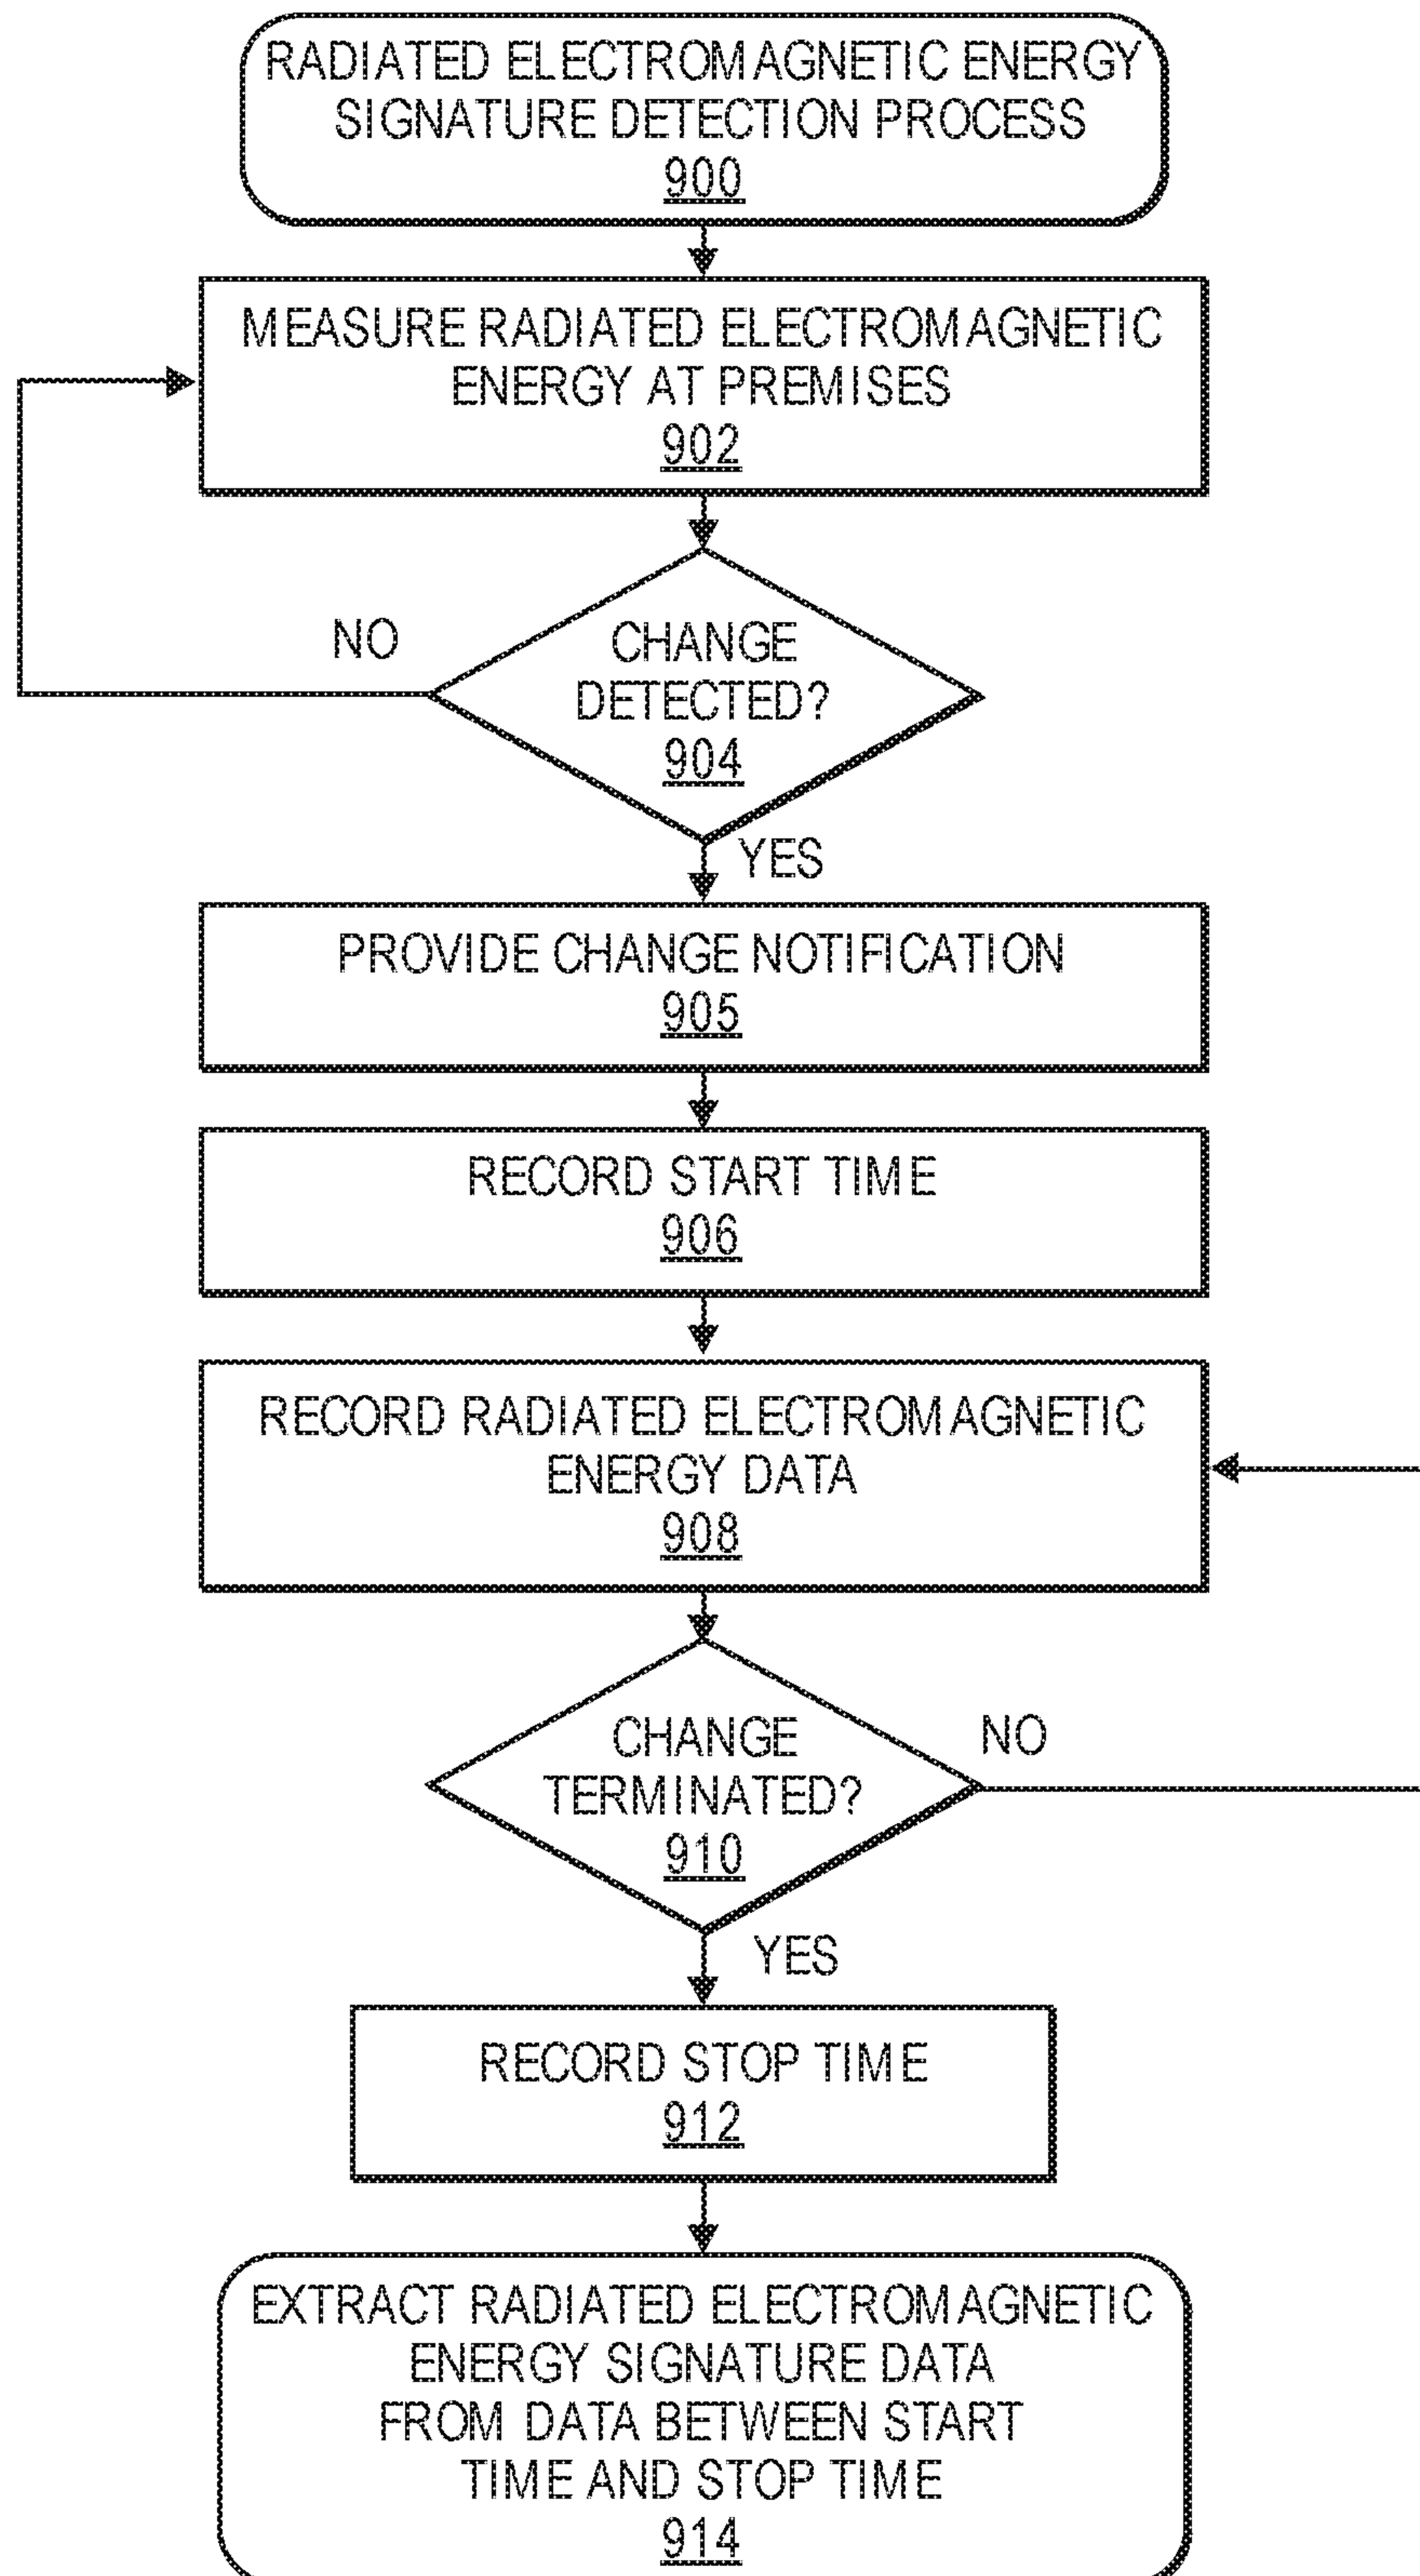 RADIATED ELECTROMAGNETIC ENERGY
SIGNATURE DETECTION PROCESS
900
MEASURE RADIATED ELECTROMAGNETIC
ENERGY AT PREMISES
902
NO
CHANGE
DETECTED?
904
YES
PROVIDE CHANGE NOTIFICATION
905
RECORD START TIME
906
RECORD RADIATED ELECTROMAGNETIC
ENERGY DATA
908
CHANGE
TERMINATED?
910
NO
YES
RECORD STOP TIME
912
EXTRACT RADIATED ELECTROMAGNETIC
ENERGY SIGNATURE DATA
FROM DATA BETWEEN START
TIME AND STOP TIME
914